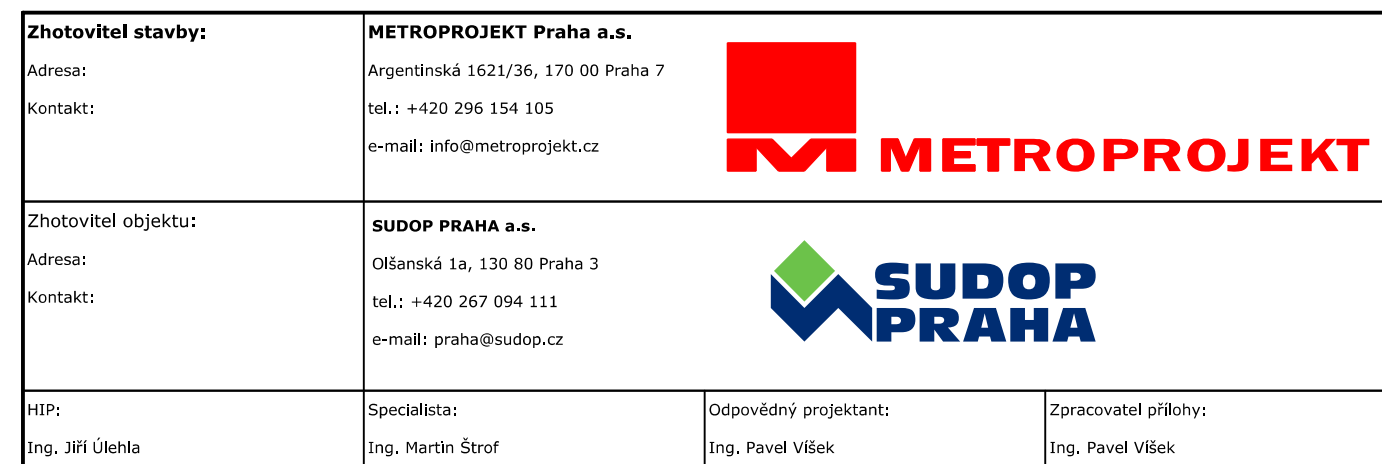 Zhotovitel stavby:
METROPROJEKT Praha a.s.
Adresa:
Argentinská 1621/36, 170 00 Praha 7
Kontakt:
tel.: +420 296 154 105
e-mail: info@metroprojekt.cz
METROPROJEKT
Zhotovitel objektu:
SUDOP PRAHA a.s.
Adresa:
Olšanská 1a, 130 80 Praha 3
Kontakt:
tel.: +420 267 094 111
e-mail: praha@sudop.cz
SUDOP
PRAHA
HIP:
Ing. Jiří Úlehla
Specialista:
Ing. Martin Štrof
Odpovědný projektant:
Ing. Pavel Víšek
Zpracovatel přílohy:
Ing. Pavel Víšek